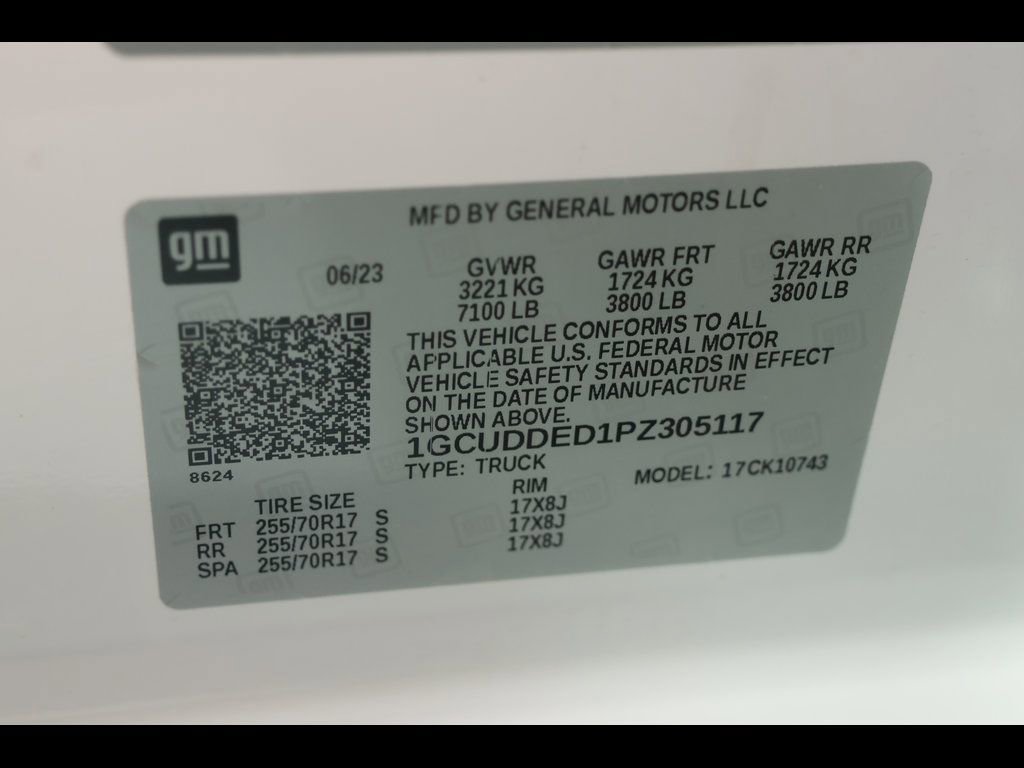 gm
MFD BY GENERAL MOTORS LLC
06/23
GVWR GAWR FRT GAWR RR
3221 KG 1724 KG 1724 KG
7100 LB 3800 LB 3800 LB
THIS VEHICLE CONFORMS TO ALL
APPLICABLE U.S. FEDERAL MOTOR
VEHICLE SAFETY STANDARDS IN EFFECT
ON THE DATE OF MANUFACTURE
SHOWN ABOVE.
1GCUDDED1PZ305117
8624
TYPE: TRUCK MODEL: 17CK10743
TIRE SIZE RIM
FRT 255/70R17 S 17X8J
RR 255/70R17 S 17X8J
SPA 255/70R17 S 17X8J